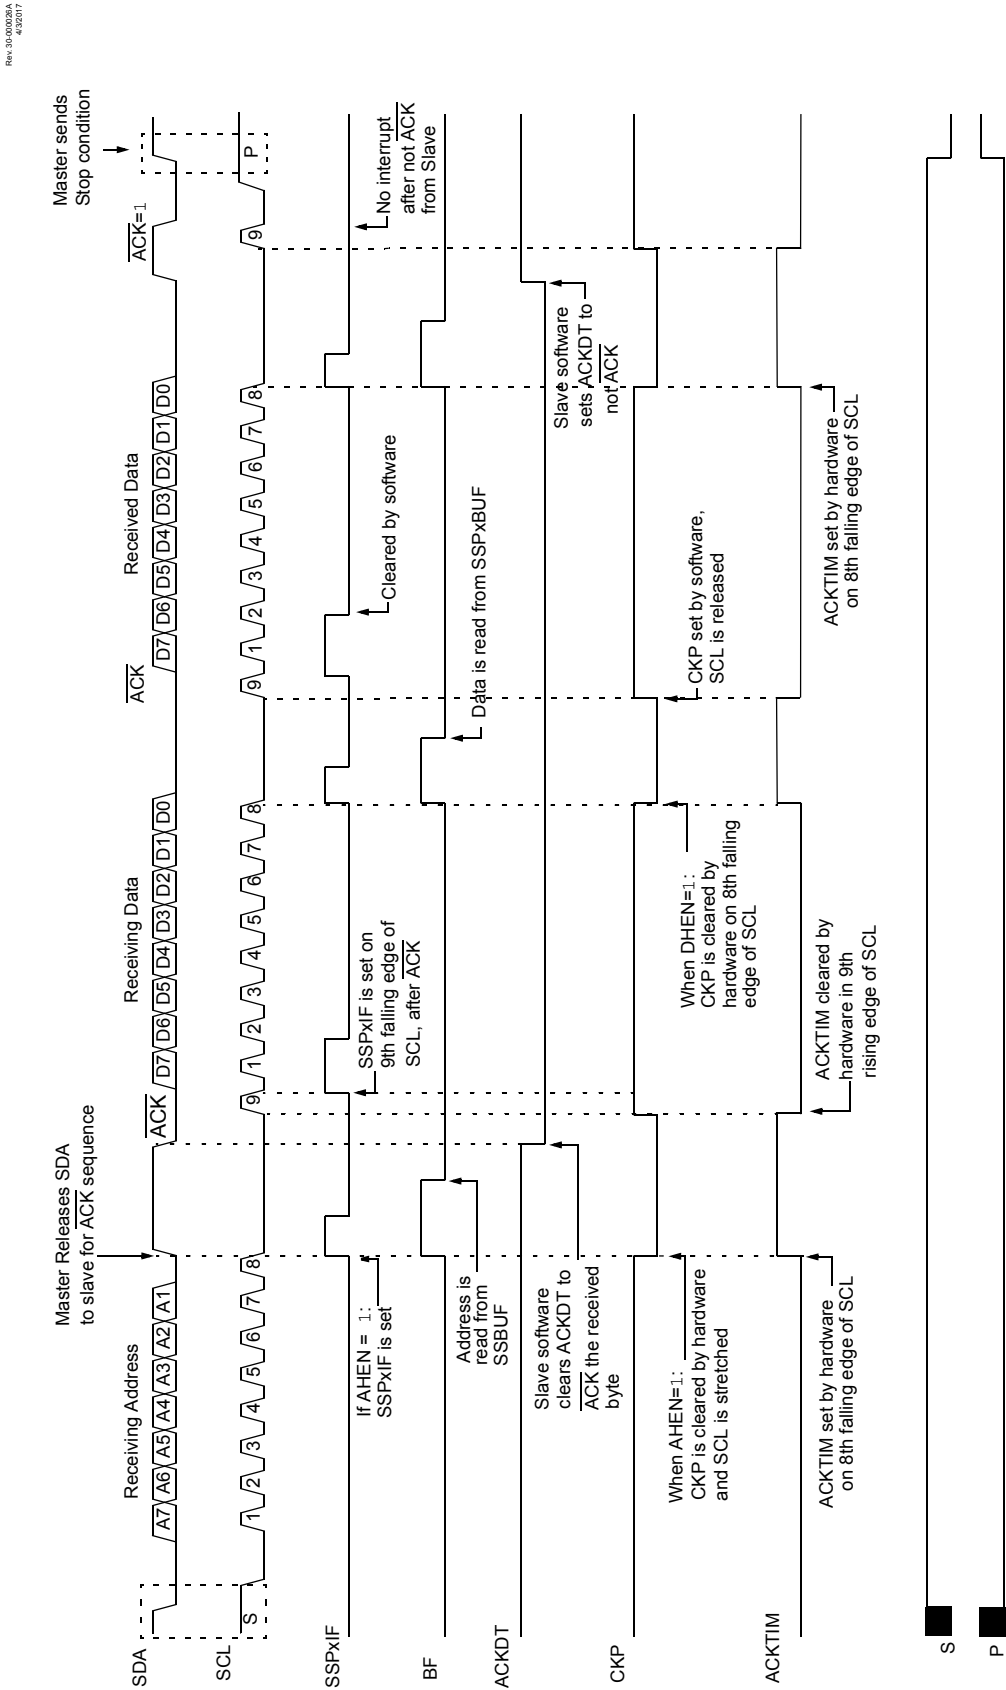 Rev. 30-000026A
4/3/2017
Master Releases SDA
to slave for ACK sequence
Master sends
Stop condition
Receiving Address
Receiving Data
Received Data
ACK
ACK
ACK=1
SDA
A7 A6 A5 A4 A3 A2 A1
D7 D6 D5 D4 D3 D2 D1 D0
D7 D6 D5 D4 D3 D2 D1 D0
SCL
S
1 2 3 4 5 6 7 8 9
1 2 3 4 5 6 7 8 9
1 2 3 4 5 6 7 8 9
P
SSPxIF
If AHEN = 1:
SSPxIF is set
SSPxIF is set on
9th falling edge of
SCL, after ACK
Cleared by software
No interrupt
after not ACK
from Slave
BF
Address is
read from
SSBUF
Data is read from SSPxBUF
ACKDT
Slave software
clears ACKDT to
ACK the received
byte
Slave software
sets ACKDT to
not ACK
CKP
When AHEN=1:
CKP is cleared by hardware
and SCL is stretched
When DHEN=1:
CKP is cleared by
hardware on 8th falling
edge of SCL
CKP set by software,
SCL is released
ACKTIM
ACKTIM set by hardware
on 8th falling edge of SCL
ACKTIM cleared by
hardware in 9th
rising edge of SCL
ACKTIM set by hardware
on 8th falling edge of SCL
S
P